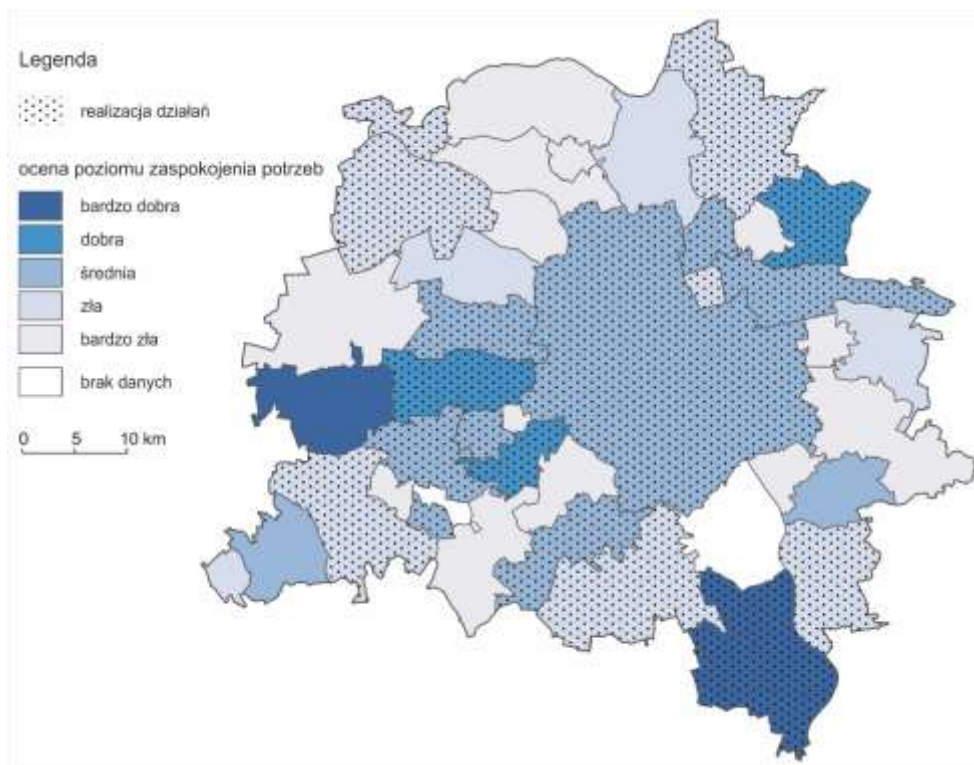 Legenda
realizacja działań
ocena poziomu zaspokojenia potrzeb
bardzo dobra
dobra
średnia
zła
bardzo zła
brak danych
0 5 10 km